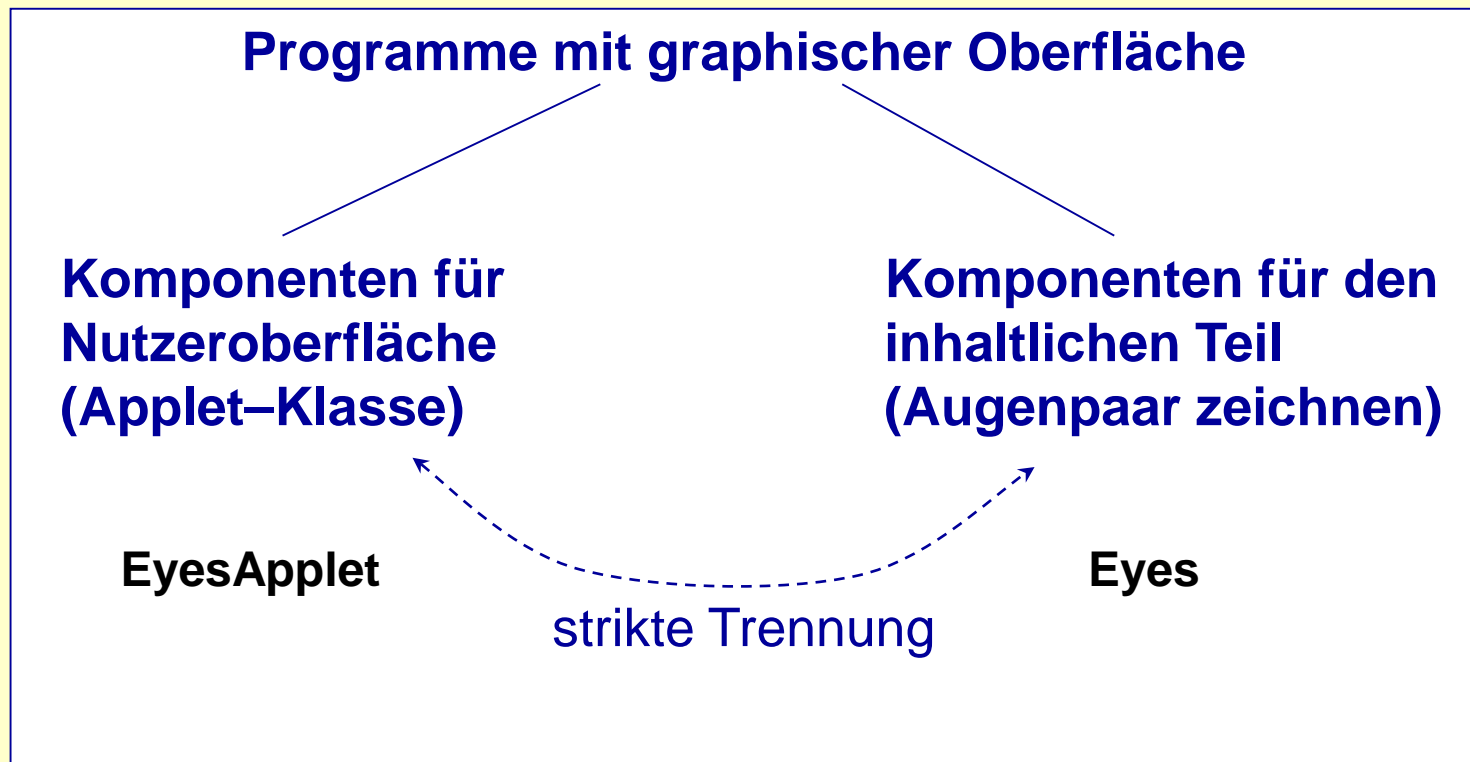 Programme mit graphischer Oberfläche
Komponenten für
Nutzeroberfläche
(Applet–Klasse)
Komponenten für den
inhaltlichen Teil
(Augenpaar zeichnen)
EyesApplet
Eyes
strikte Trennung